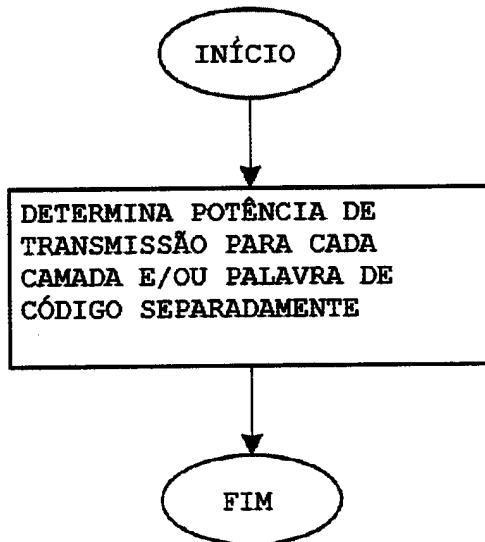 INÍCIO
DETERMINA POTÊNCIA DE
TRANSMISSÃO PARA CADA
CAMADA E/OU PALAVRA DE
CÓDIGO SEPARADAMENTE
FIM